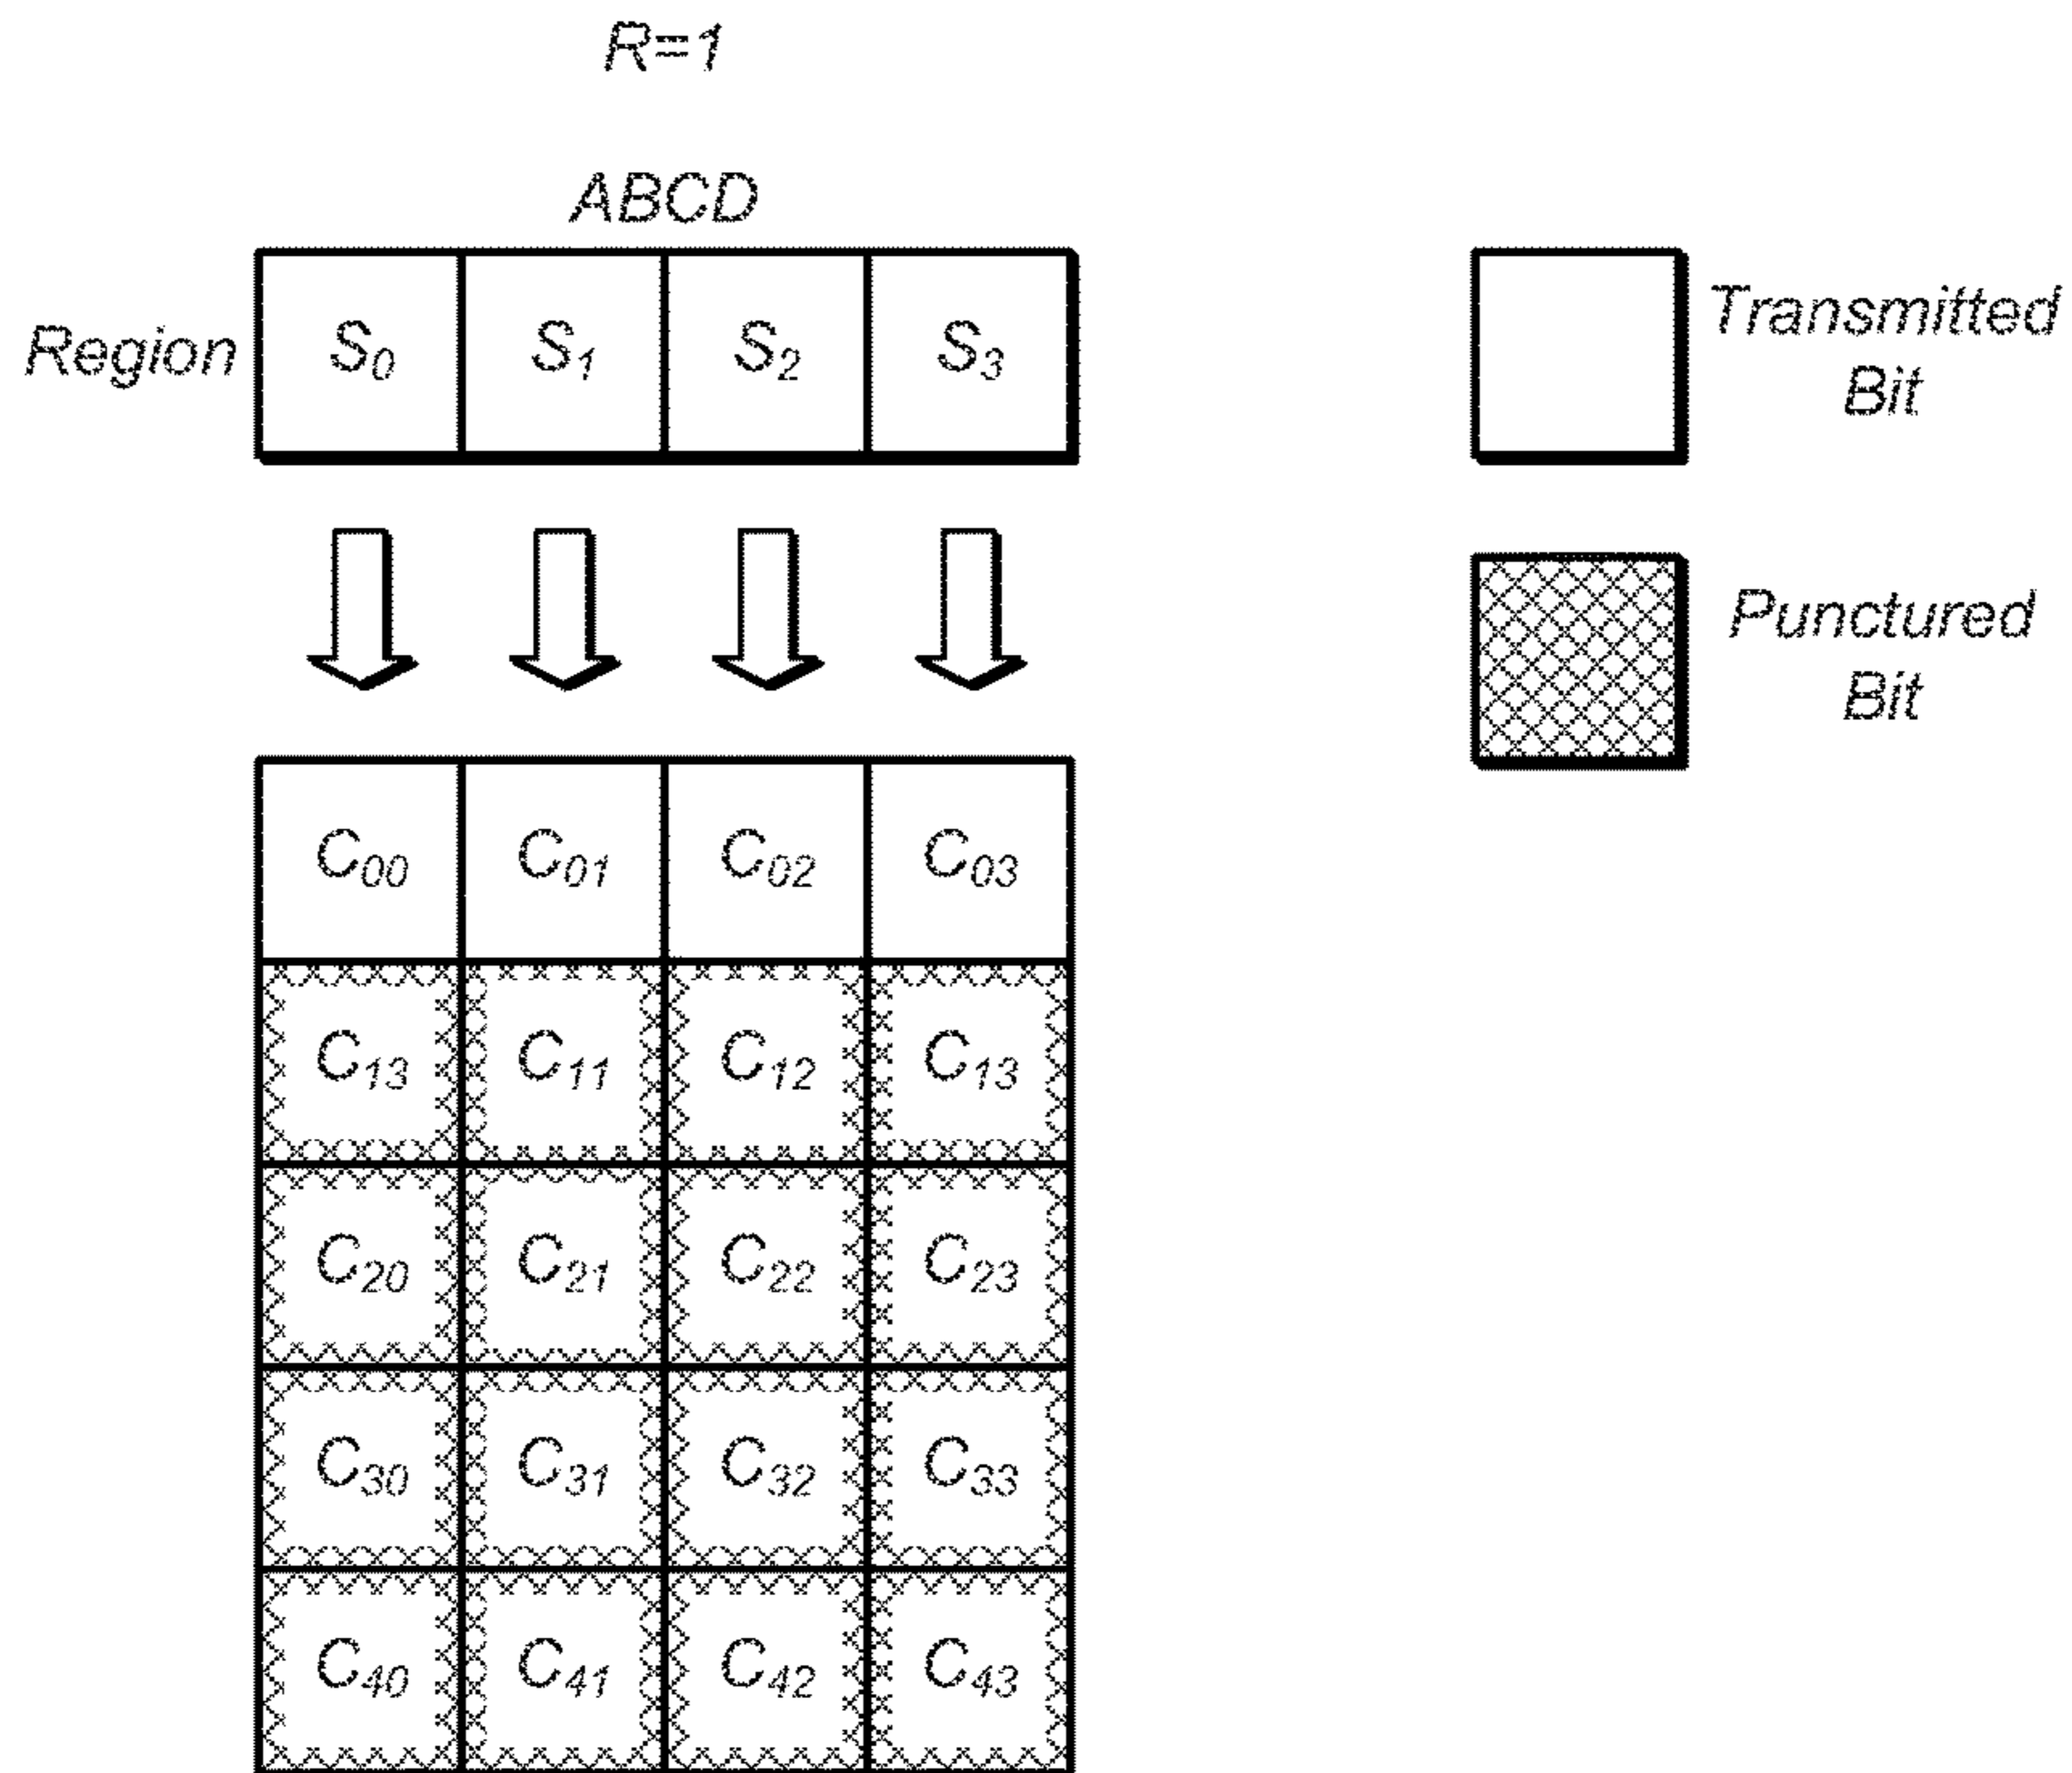 R=1
ABCD
Region S₀ S₁ S₂ S₃
Transmitted
Bit
Punctured
Bit
C₀₀ C₀₁ C₀₂ C₀₃
C₁₃ C₁₁ C₁₂ C₁₃
C₂₀ C₂₁ C₂₂ C₂₃
C₃₀ C₃₁ C₃₂ C₃₃
C₄₀ C₄₁ C₄₂ C₄₃